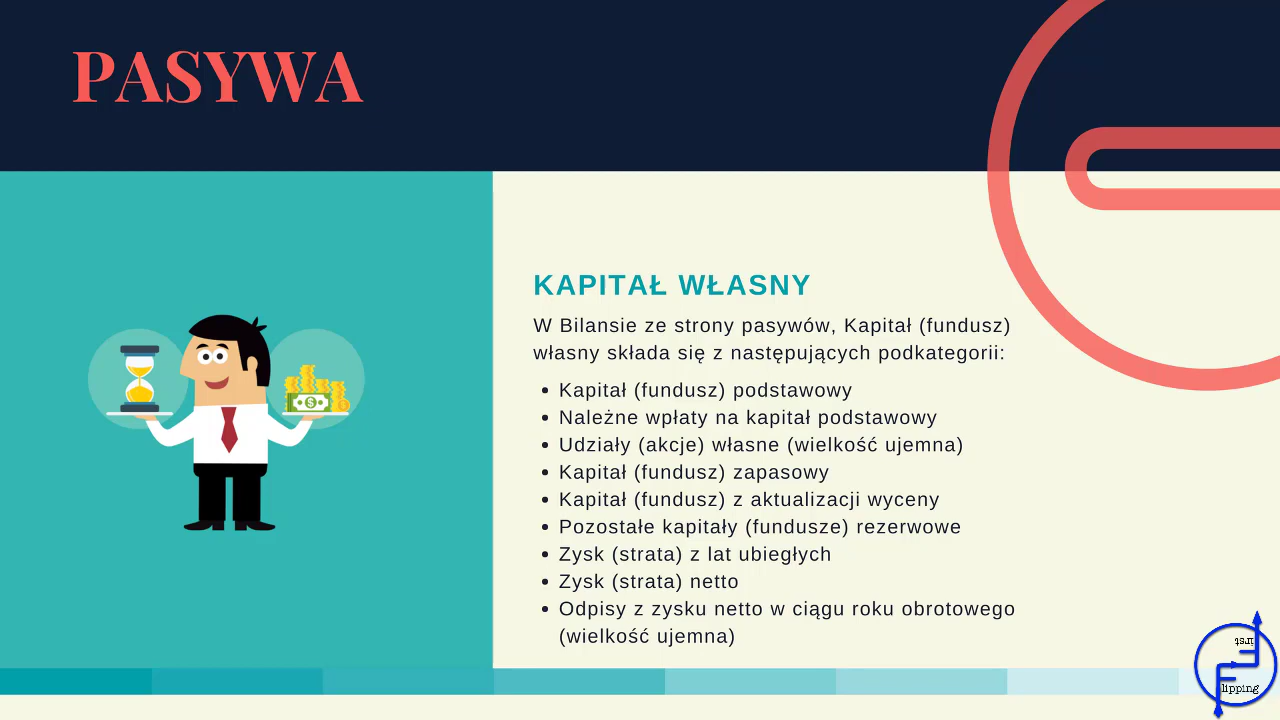 PASYWA
KAPITAŁ WŁASNY
W Bilansie ze strony pasywów, Kapitał (fundusz)
własny składa się z następujących podkategorii:
• Kapitał (fundusz) podstawowy
• Należne wpłaty na kapitał podstawowy
• Udziały (akcje) własne (wielkość ujemna)
• Kapitał (fundusz) zapasowy
• Kapitał (fundusz) z aktualizacji wyceny
• Pozostałe kapitały (fundusze) rezerwowe
• Zysk (strata) z lat ubiegłych
• Zysk (strata) netto
• Odpisy z zysku netto w ciągu roku obrotowego
(wielkość ujemna)
$
First
Flipping